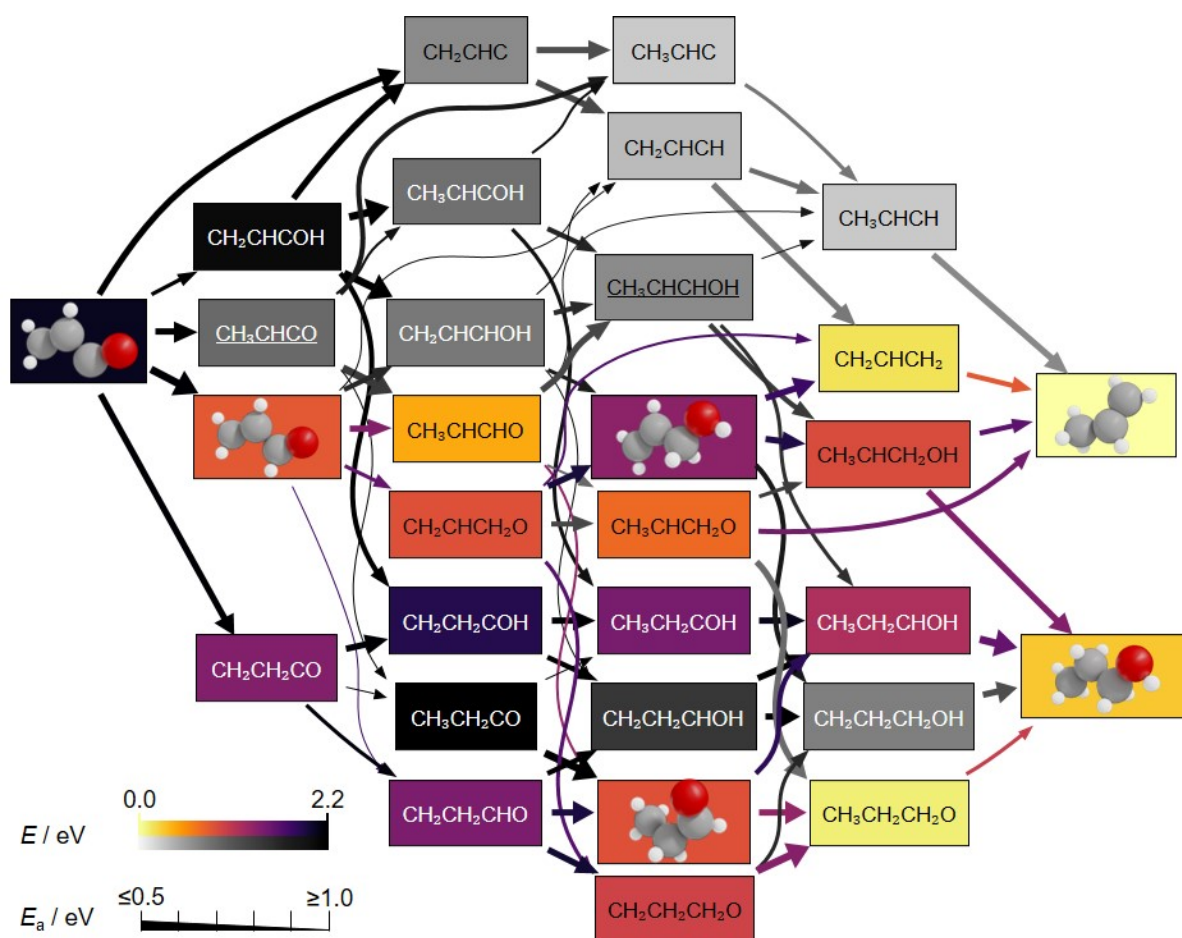 CH₂CHC
CH₃CHC
CH₂CHCH
CH₃CHCOH
CH₃CHCH
CH₂CHCOH
CH₃CHCHOH
CH₃CHCO
CH₂CHCHOH
CH₂CHCH₂
CH₃CHCHO
CH₃CHCH₂OH
CH₂CHCH₂O
CH₃CHCH₂O
CH₂CH₂COH
CH₃CH₂COH
CH₃CH₂CHOH
CH₂CH₂CO
CH₃CH₂CO
CH₂CH₂CHOH
CH₂CH₂CH₂OH
CH₂CH₂CHO
CH₃CH₂CH₂O
CH₂CH₂CH₂O
0.0 2.2
E / eV
≤0.5 ≥1.0
Eₐ / eV